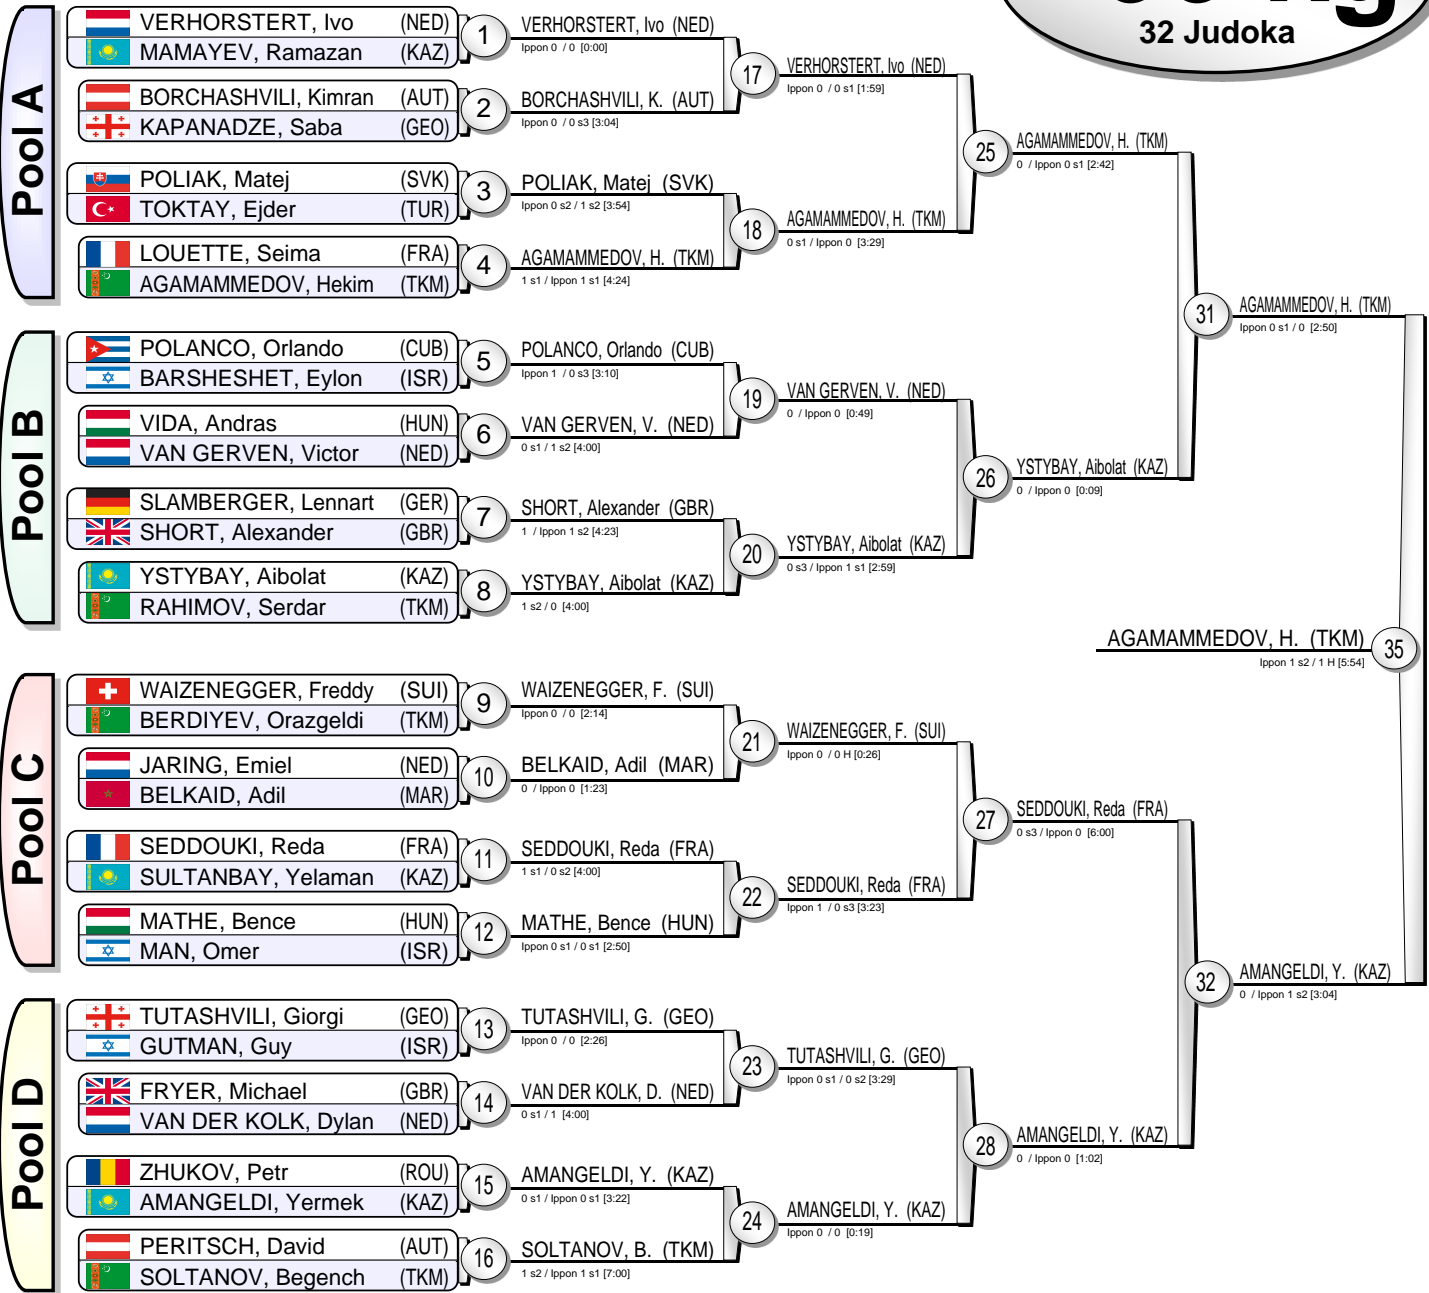 32 Judoka
Pool A
VERHORSTERT, Ivo (NED)
MAMAYEV, Ramazan (KAZ)
1
BORCHASHVILI, Kimran (AUT)
KAPANADZE, Saba (GEO)
2
POLIAK, Matej (SVK)
TOKTAY, Ejder (TUR)
3
LOUETTE, Seima (FRA)
AGAMAMMEDOV, Hekim (TKM)
4
Pool B
POLANCO, Orlando (CUB)
BARSHESHET, Eylon (ISR)
5
VIDA, Andras (HUN)
VAN GERVEN, Victor (NED)
6
SLAMBERGER, Lennart (GER)
SHORT, Alexander (GBR)
7
YSTYBAY, Aibolat (KAZ)
RAHIMOV, Serdar (TKM)
8
Pool C
WAIZENEGGER, Freddy (SUI)
BERDIYEV, Orazgeldi (TKM)
9
JARING, Emiel (NED)
BELKAID, Adil (MAR)
10
SEDDOUKI, Reda (FRA)
SULTANBAY, Yelaman (KAZ)
11
MATHE, Bence (HUN)
MAN, Omer (ISR)
12
Pool D
TUTASHVILI, Giorgi (GEO)
GUTMAN, Guy (ISR)
13
FRYER, Michael (GBR)
VAN DER KOLK, Dylan (NED)
14
ZHUKOV, Petr (ROU)
AMANGELDI, Yermek (KAZ)
15
PERITSCH, David (AUT)
SOLTANOV, Begench (TKM)
16
VERHORSTERT, Ivo (NED)
Ippon 0 / 0 [0:00]
BORCHASHVILI, K. (AUT)
Ippon 0 / 0 s3 [3:04]
17
POLIAK, Matej (SVK)
Ippon 0 s2 / 1 s2 [3:54]
AGAMAMMEDOV, H. (TKM)
1 s1 / Ippon 1 s1 [4:24]
18
POLANCO, Orlando (CUB)
Ippon 1 / 0 s3 [3:10]
VAN GERVEN, V. (NED)
0 s1 / 1 s2 [4:00]
19
SHORT, Alexander (GBR)
1 / Ippon 1 s2 [4:23]
YSTYBAY, Aibolat (KAZ)
1 s2 / 0 [4:00]
20
WAIZENEGGER, F. (SUI)
Ippon 0 / 0 [2:14]
BELKAID, Adil (MAR)
0 / Ippon 0 [1:23]
21
SEDDOUKI, Reda (FRA)
1 s1 / 0 s2 [4:00]
MATHE, Bence (HUN)
Ippon 0 s1 / 0 s1 [2:50]
22
TUTASHVILI, G. (GEO)
Ippon 0 / 0 [2:26]
VAN DER KOLK, D. (NED)
0 s1 / 1 [4:00]
23
AMANGELDI, Y. (KAZ)
0 s1 / Ippon 0 s1 [3:22]
SOLTANOV, B. (TKM)
1 s2 / Ippon 1 s1 [7:00]
24
VERHORSTERT, Ivo (NED)
Ippon 0 / 0 s1 [1:59]
AGAMAMMEDOV, H. (TKM)
0 s1 / Ippon 0 [3:29]
25
VAN GERVEN, V. (NED)
0 / Ippon 0 [0:49]
YSTYBAY, Aibolat (KAZ)
0 s3 / Ippon 1 s1 [2:59]
26
WAIZENEGGER, F. (SUI)
Ippon 0 / 0 H [0:26]
SEDDOUKI, Reda (FRA)
Ippon 1 / 0 s3 [3:23]
27
TUTASHVILI, G. (GEO)
Ippon 0 s1 / 0 s2 [3:29]
AMANGELDI, Y. (KAZ)
Ippon 0 / 0 [0:19]
28
AGAMAMMEDOV, H. (TKM)
0 / Ippon 0 s1 [2:42]
YSTYBAY, Aibolat (KAZ)
0 / Ippon 0 [0:09]
31
SEDDOUKI, Reda (FRA)
0 s3 / Ippon 0 [6:00]
AMANGELDI, Y. (KAZ)
0 / Ippon 0 [1:02]
32
AGAMAMMEDOV, H. (TKM)
Ippon 0 s1 / 0 [2:50]
AMANGELDI, Y. (KAZ)
0 / Ippon 1 s2 [3:04]
AGAMAMMEDOV, H. (TKM)
Ippon 1 s2 / 1 H [5:54]
35